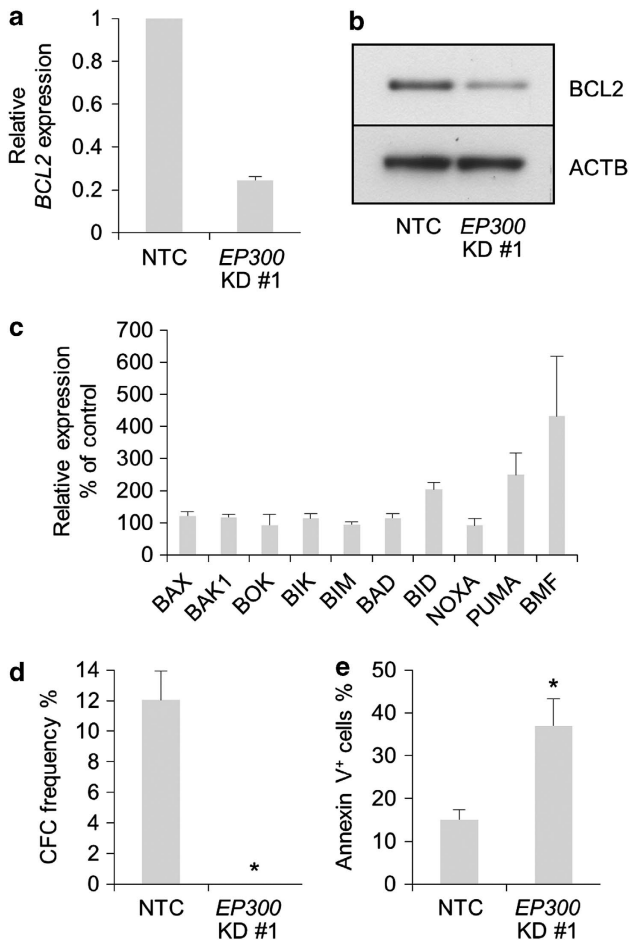 a
Relative
BCL2 expression
1
0.8
0.6
0.4
0.2
0
NTC
EP300
KD #1
b
BCL2
ACTB
NTC
EP300
KD #1
c
Relative expression
% of control
700
600
500
400
300
200
100
0
BAX
BAK1
BOK
BIK
BIM
BAD
BID
NOXA
PUMA
BMF
d
CFC frequency %
14
12
10
8
6
4
2
0
*
NTC
EP300
KD #1
e
Annexin V⁺ cells %
50
40
30
20
10
0
*
NTC
EP300
KD #1